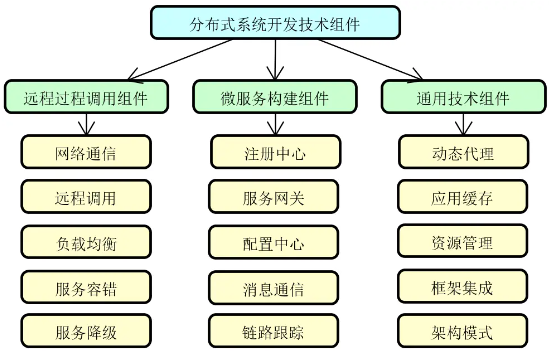 分布式系统开发技术组件
远程过程调用组件
微服务构建组件
通用技术组件
网络通信
注册中心
动态代理
远程调用
服务网关
应用缓存
负载均衡
配置中心
资源管理
服务容错
消息通信
框架集成
服务降级
链路跟踪
架构模式